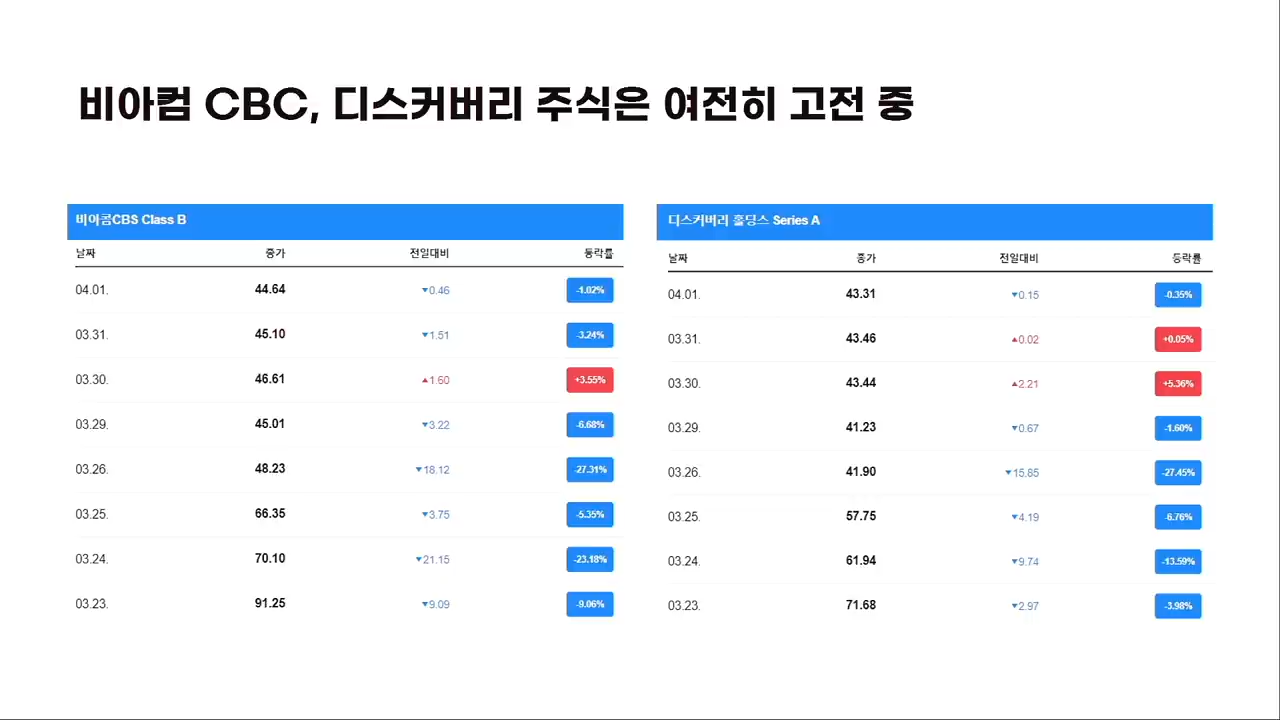 비아컴 CBC, 디스커버리 주식은 여전히 고전 중
비아콤CBS Class B
날짜 종가 전일대비 등락률
04.01. 44.64 ▼0.46 -1.02%
03.31. 45.10 ▼1.51 -3.24%
03.30. 46.61 ▲1.60 +3.55%
03.29. 45.01 ▼3.22 -6.68%
03.26. 48.23 ▼18.12 -27.31%
03.25. 66.35 ▼3.75 -5.35%
03.24. 70.10 ▼21.15 -23.18%
03.23. 91.25 ▼9.09 -9.06%
디스커버리 홀딩스 Series A
날짜 종가 전일대비 등락률
04.01. 43.31 ▼0.15 -0.35%
03.31. 43.46 ▲0.02 +0.05%
03.30. 43.44 ▲2.21 +5.36%
03.29. 41.23 ▼0.67 -1.60%
03.26. 41.90 ▼15.85 -27.45%
03.25. 57.75 ▼4.19 -6.76%
03.24. 61.94 ▼9.74 -13.59%
03.23. 71.68 ▼2.97 -3.98%